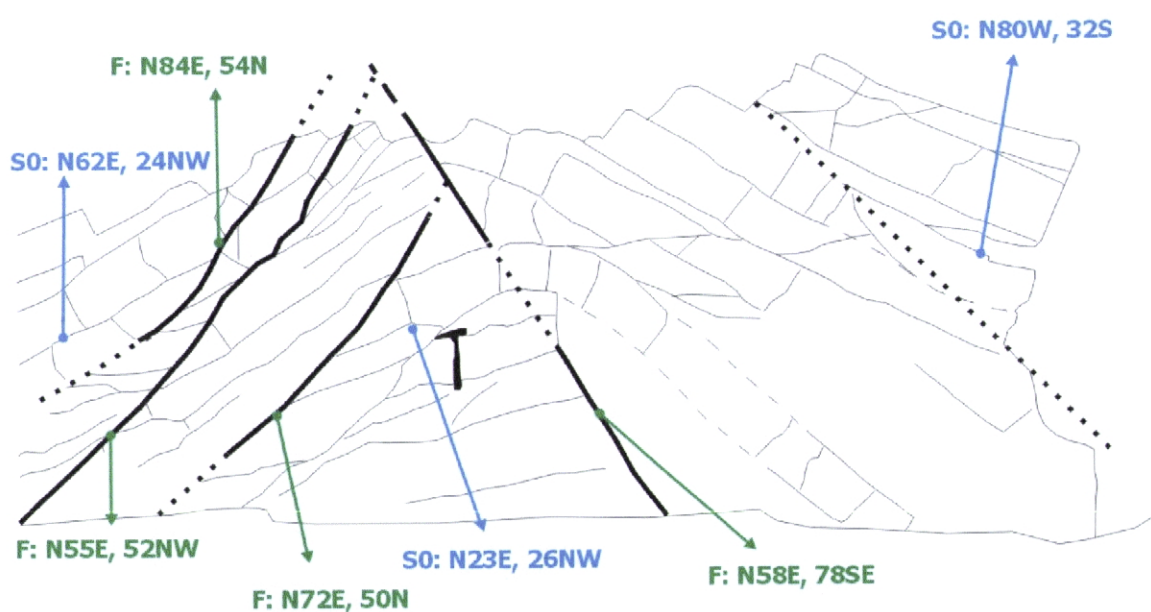 S0: N80W, 32S
F: N84E, 54N
S0: N62E, 24NW
F: N55E, 52NW
S0: N23E, 26NW
F: N58E, 78SE
F: N72E, 50N